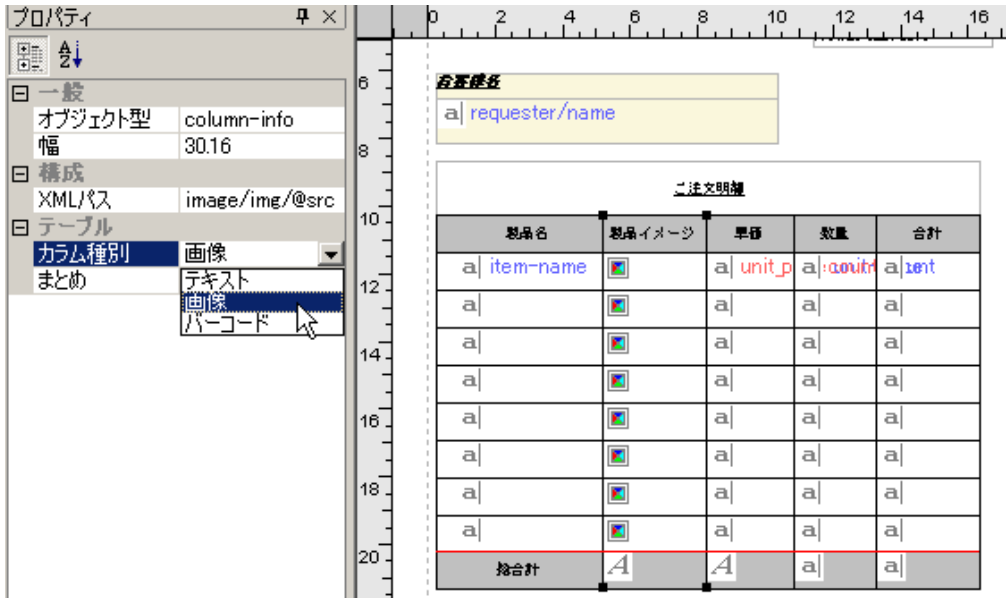 プロパティ
一般
オブジェクト型 column-info
幅 30.16
構成
XMLパス image/img/@src
テーブル
カラム種別 画像
まとめ
テキスト
画像
バーコード
0 2 4 6 8 10 12 14 16
6
8
10
12
14
16
18
20
お客様名
a requester/name
ご注文明細
製品名 製品イメージ 単価 数量 合計
a item-name a unit_p a a
a a a a
a a a a
a a a a
a a a a
a a a a
a a a a
a a a a
総合計 A A a a